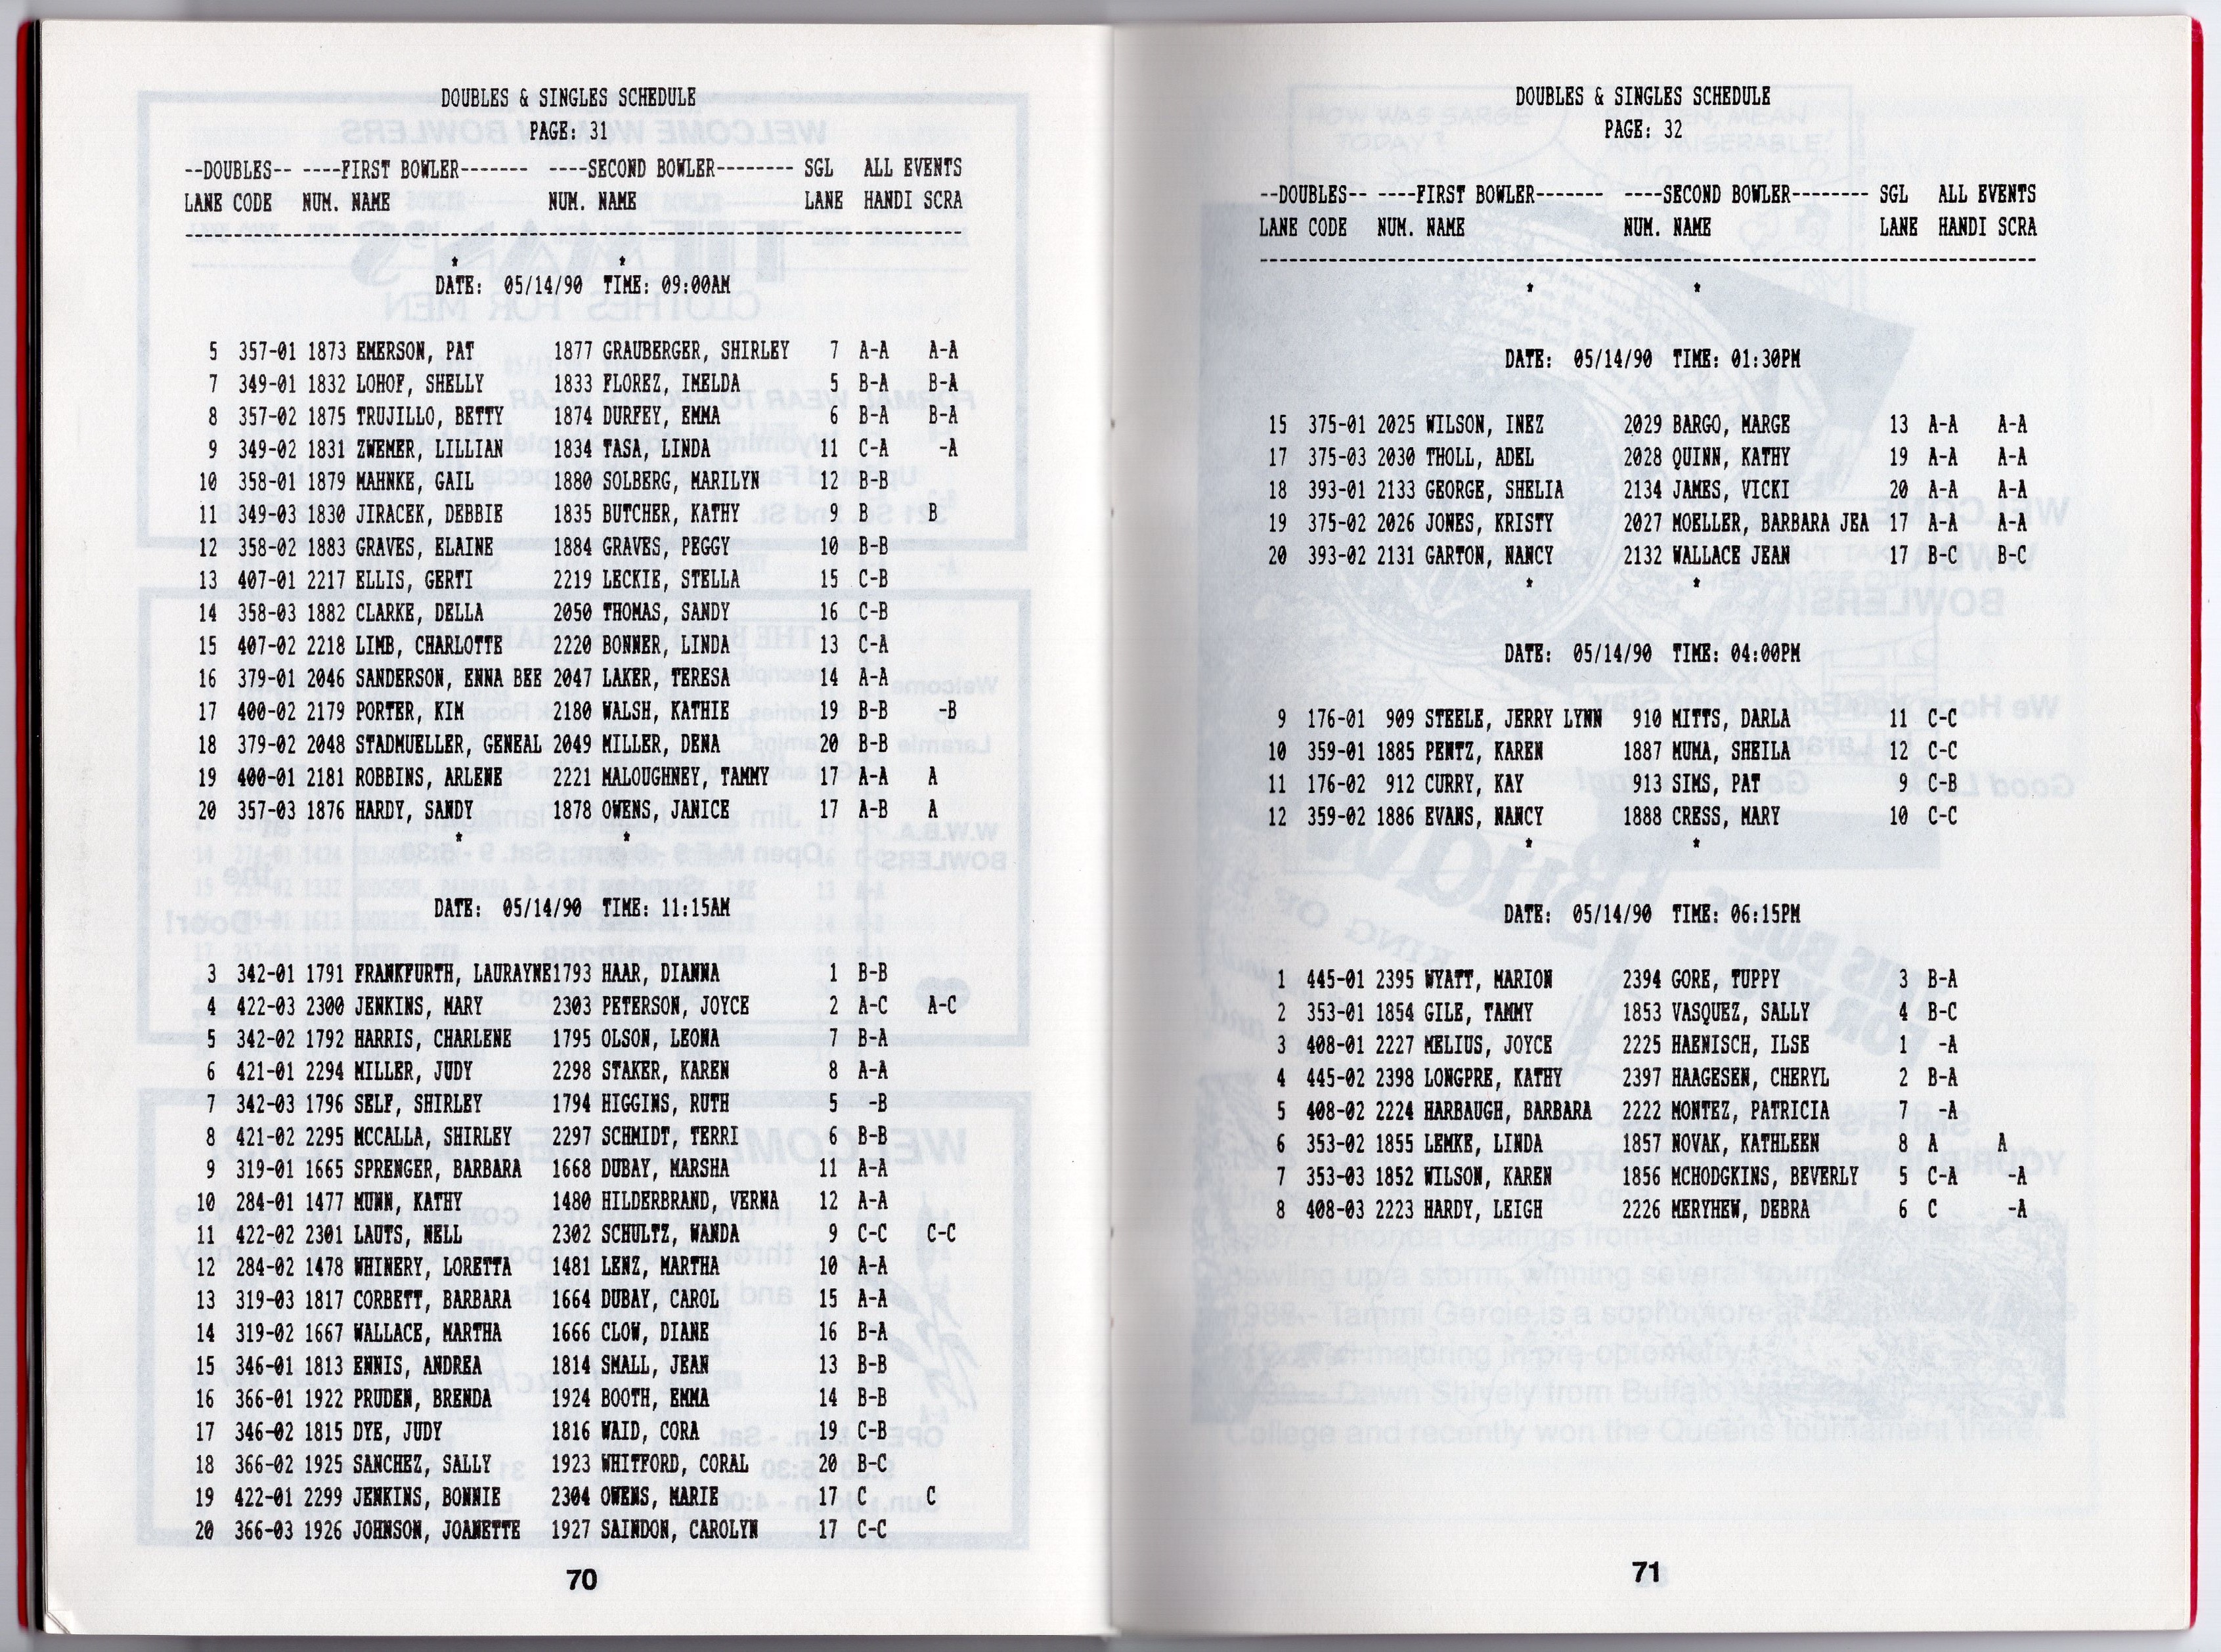 DOUBLES & SINGLES SCHEDULE
PAGE: 31
--DOUBLES-- ----FIRST BOWLER------- ----SECOND BOWLER-------- SGL ALL EVENTS
LANE CODE NUM. NAME NUM. NAME LANE HANDI SCRA
--------------------------------------------------------------------------------
* *
DATE: 05/14/90 TIME: 09:00AM
5 357-01 1873 EMERSON, PAT 1877 GRAUBERGER, SHIRLEY 7 A-A A-A
7 349-01 1832 LOHOF, SHELLY 1833 FLOREZ, IMELDA 5 B-A B-A
8 357-02 1875 TRUJILLO, BETTY 1874 DURFEY, EMMA 6 B-A B-A
9 349-02 1831 ZWEMER, LILLIAN 1834 TASA, LINDA 11 C-A -A
10 358-01 1879 MAHNKE, GAIL 1880 SOLBERG, MARILYN 12 B-B
11 349-03 1830 JIRACEK, DEBBIE 1835 BUTCHER, KATHY 9 B B
12 358-02 1883 GRAVES, ELAINE 1884 GRAVES, PEGGY 10 B-B
13 407-01 2217 ELLIS, GERTI 2219 LECKIE, STELLA 15 C-B
14 358-03 1882 CLARKE, DELLA 2050 THOMAS, SANDY 16 C-B
15 407-02 2218 LIMB, CHARLOTTE 2220 BONNER, LINDA 13 C-A
16 379-01 2046 SANDERSON, ENNA BEE 2047 LAKER, TERESA 14 A-A
17 400-02 2179 PORTER, KIM 2180 WALSH, KATHIE 19 B-B -B
18 379-02 2048 STADMUELLER, GENEAL 2049 MILLER, DENA 20 B-B
19 400-01 2181 ROBBINS, ARLENE 2221 MALOUGHNEY, TAMMY 17 A-A A
20 357-03 1876 HARDY, SANDY 1878 OWENS, JANICE 17 A-B A
* *
DATE: 05/14/90 TIME: 11:15AM
3 342-01 1791 FRANKFURTH, LAURAYNE1793 HAAR, DIANNA 1 B-B
4 422-03 2300 JENKINS, MARY 2303 PETERSON, JOYCE 2 A-C A-C
5 342-02 1792 HARRIS, CHARLENE 1795 OLSON, LEONA 7 B-A
6 421-01 2294 MILLER, JUDY 2298 STAKER, KAREN 8 A-A
7 342-03 1796 SELF, SHIRLEY 1794 HIGGINS, RUTH 5 -B
8 421-02 2295 MCCALLA, SHIRLEY 2297 SCHMIDT, TERRI 6 B-B
9 319-01 1665 SPRENGER, BARBARA 1668 DUBAY, MARSHA 11 A-A
10 284-01 1477 MUNN, KATHY 1480 HILDERBRAND, VERNA 12 A-A
11 422-02 2301 LAUTS, NELL 2302 SCHULTZ, WANDA 9 C-C C-C
12 284-02 1478 WHINERY, LORETTA 1481 LENZ, MARTHA 10 A-A
13 319-03 1817 CORBETT, BARBARA 1664 DUBAY, CAROL 15 A-A
14 319-02 1667 WALLACE, MARTHA 1666 CLOW, DIANE 16 B-A
15 346-01 1813 ENNIS, ANDREA 1814 SMALL, JEAN 13 B-B
16 366-01 1922 PRUDEN, BRENDA 1924 BOOTH, EMMA 14 B-B
17 346-02 1815 DYE, JUDY 1816 WAID, CORA 19 C-B
18 366-02 1925 SANCHEZ, SALLY 1923 WHITFORD, CORAL 20 B-C
19 422-01 2299 JENKINS, BONNIE 2304 OWENS, MARIE 17 C C
20 366-03 1926 JOHNSON, JOANETTE 1927 SAINDON, CAROLYN 17 C-C
70
DOUBLES & SINGLES SCHEDULE
PAGE: 32
--DOUBLES-- ----FIRST BOWLER------- ----SECOND BOWLER-------- SGL ALL EVENTS
LANE CODE NUM. NAME NUM. NAME LANE HANDI SCRA
--------------------------------------------------------------------------------
* *
DATE: 05/14/90 TIME: 01:30PM
15 375-01 2025 WILSON, INEZ 2029 BARGO, MARGE 13 A-A A-A
17 375-03 2030 THOLL, ADEL 2028 QUINN, KATHY 19 A-A A-A
18 393-01 2133 GEORGE, SHELIA 2134 JAMES, VICKI 20 A-A A-A
19 375-02 2026 JONES, KRISTY 2027 MOELLER, BARBARA JEA 17 A-A A-A
20 393-02 2131 GARTON, NANCY 2132 WALLACE JEAN 17 B-C B-C
* *
DATE: 05/14/90 TIME: 04:00PM
9 176-01 909 STEELE, JERRY LYNN 910 MITTS, DARLA 11 C-C
10 359-01 1885 PENTZ, KAREN 1887 MUMA, SHEILA 12 C-C
11 176-02 912 CURRY, KAY 913 SIMS, PAT 9 C-B
12 359-02 1886 EVANS, NANCY 1888 CRESS, MARY 10 C-C
* *
DATE: 05/14/90 TIME: 06:15PM
1 445-01 2395 WYATT, MARION 2394 GORE, TUPPY 3 B-A
2 353-01 1854 GILE, TAMMY 1853 VASQUEZ, SALLY 4 B-C
3 408-01 2227 MELIUS, JOYCE 2225 HAENISCH, ILSE 1 -A
4 445-02 2398 LONGPRE, KATHY 2397 HAAGESEN, CHERYL 2 B-A
5 408-02 2224 HARBAUGH, BARBARA 2222 MONTEZ, PATRICIA 7 -A
6 353-02 1855 LEMKE, LINDA 1857 NOVAK, KATHLEEN 8 A A
7 353-03 1852 WILSON, KAREN 1856 MCHODGKINS, BEVERLY 5 C-A -A
8 408-03 2223 HARDY, LEIGH 2226 MERYHEW, DEBRA 6 C -A
71